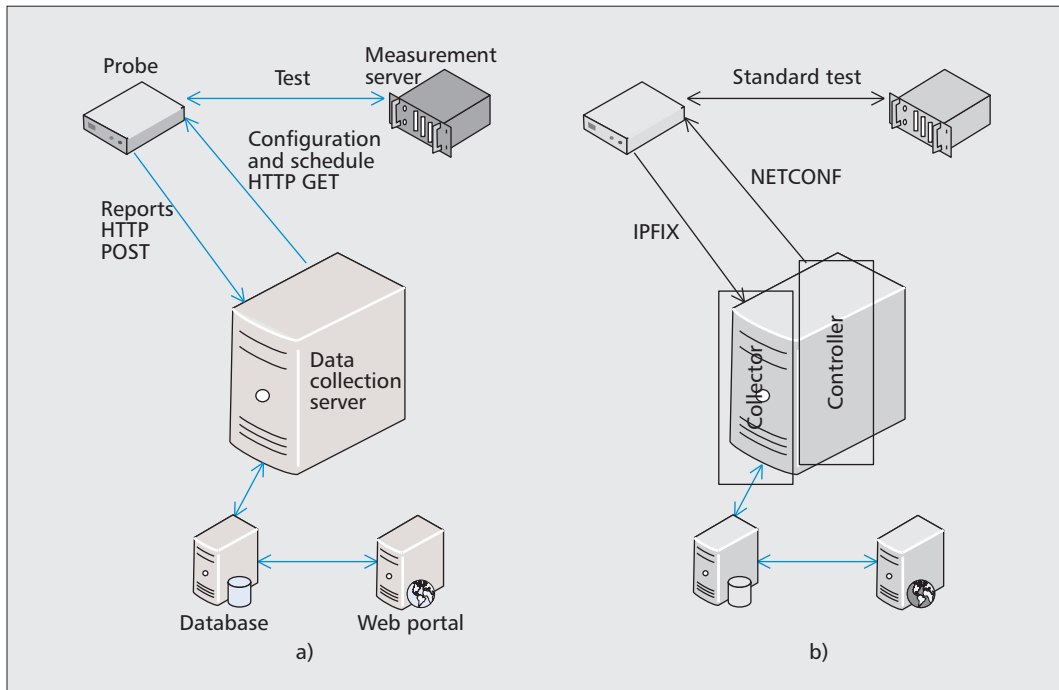 Probe
Test
Measurement
server
Configuration
and schedule
HTTP GET
Reports
HTTP
POST
Data
collection
server
Database
Web portal
a)
Standard test
NETCONF
IPFIX
Collector
Controller
b)